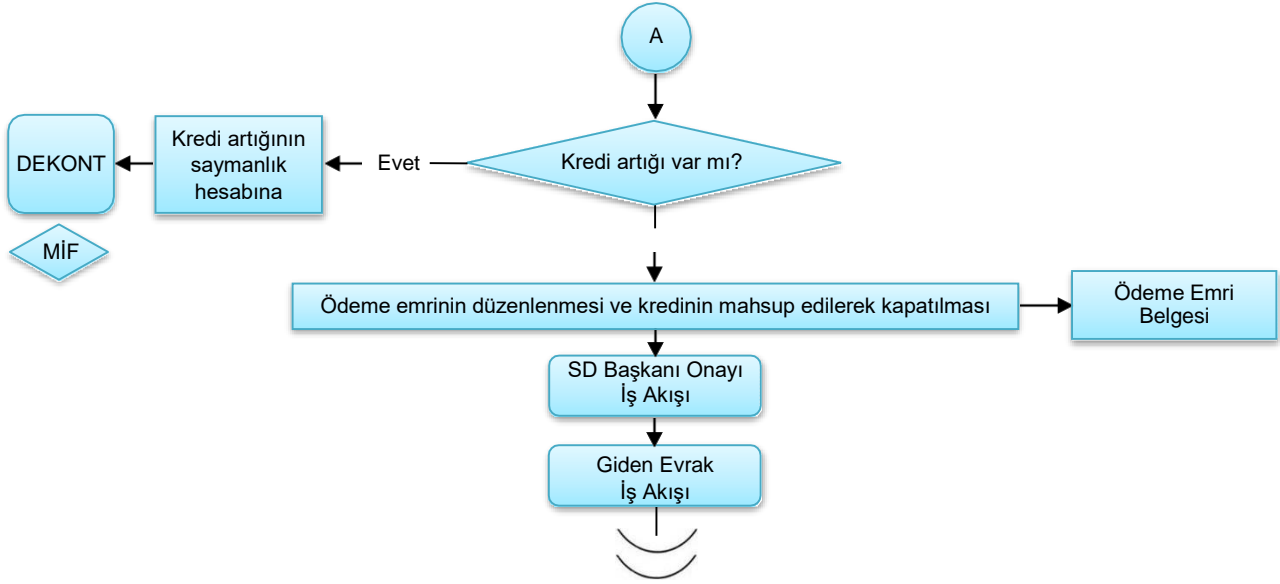 A
Kredi artığı var mı?
Evet
Kredi artığının
saymanlık
hesabına
DEKONT
MİF
Ödeme emrinin düzenlenmesi ve kredinin mahsup edilerek kapatılması
Ödeme Emri
Belgesi
SD Başkanı Onayı
İş Akışı
Giden Evrak
İş Akışı